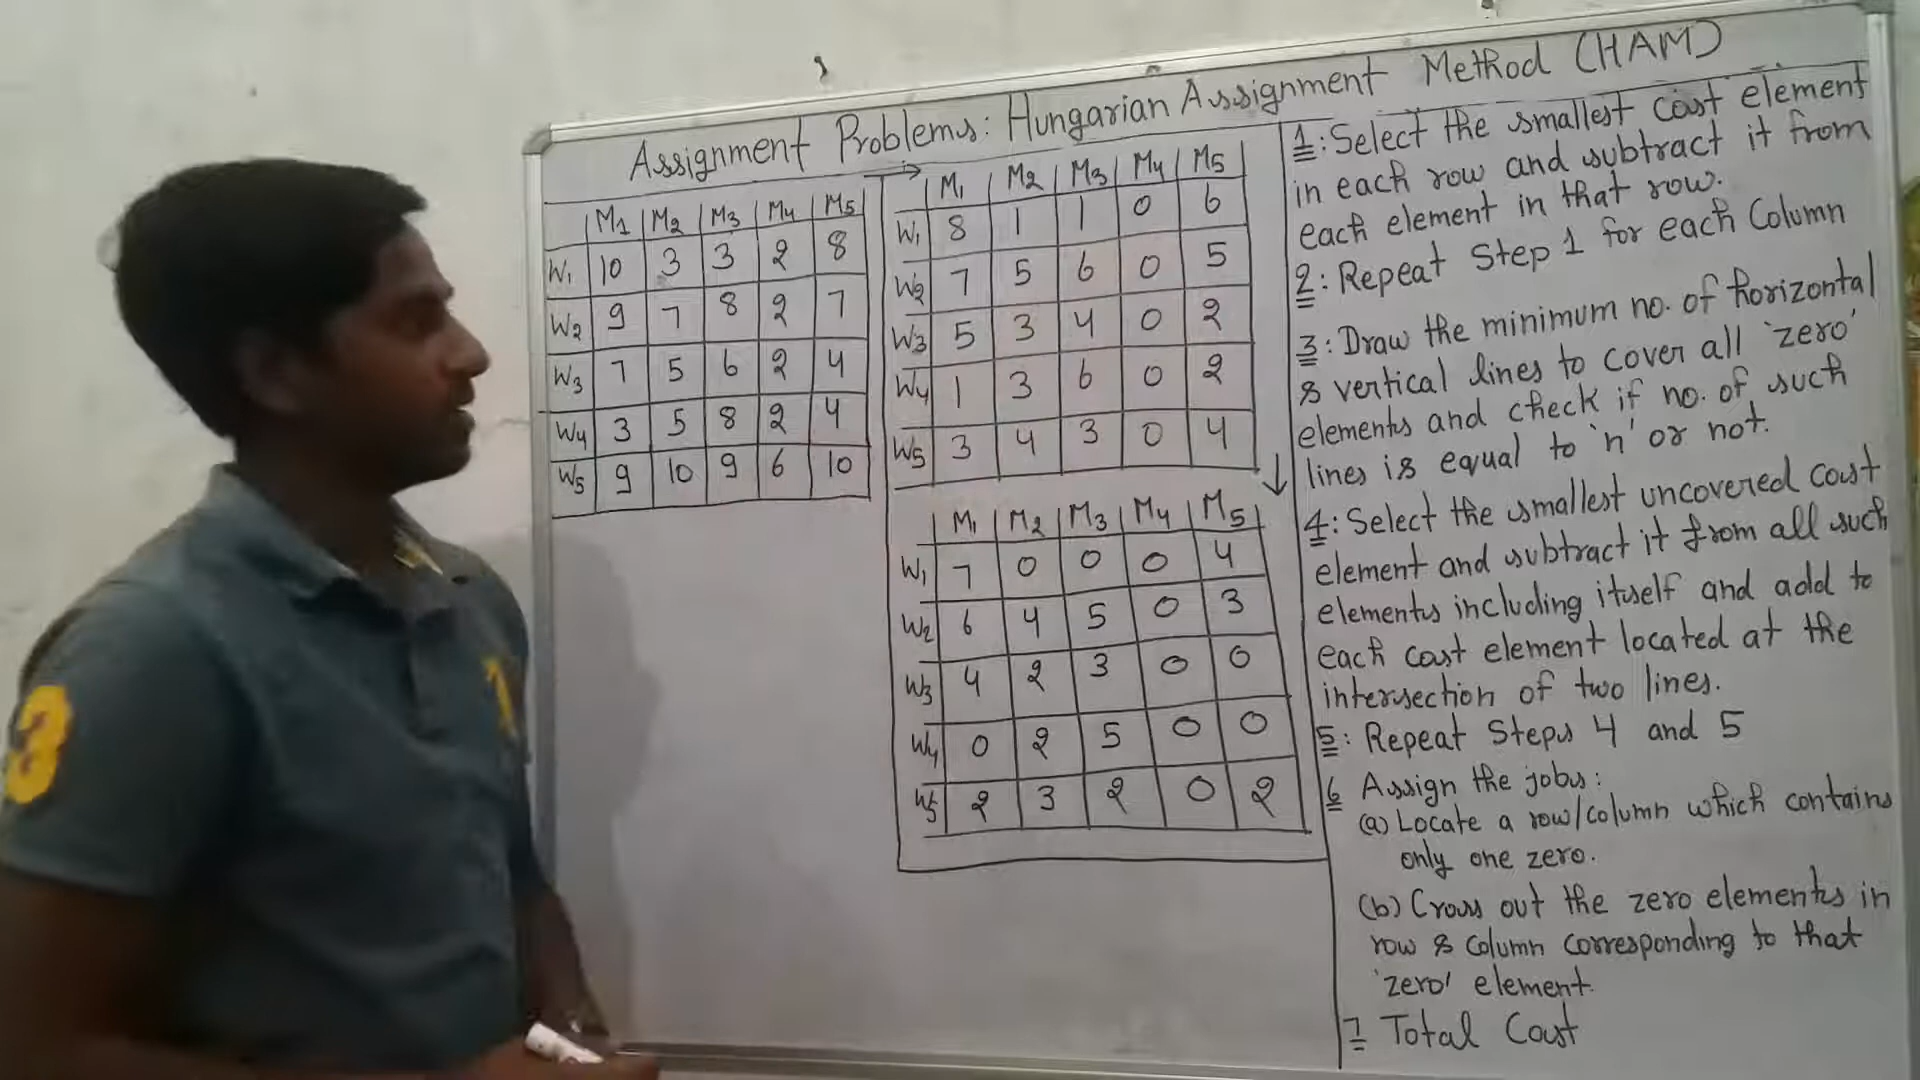 Assignment Problems: Hungarian Assignment Method (HAM)
M1 M2 M3 M4 M5
W1 10 3 3 2 8
W2 9 7 8 2 7
W3 7 5 6 2 4
W4 3 5 8 2 4
W5 9 10 9 6 10
M1 M2 M3 M4 M5
W1 8 1 1 0 6
W2 7 5 6 0 5
W3 5 3 4 0 2
W4 1 3 6 0 2
W5 3 4 3 0 4
M1 M2 M3 M4 M5
W1 7 0 0 0 4
W2 6 4 5 0 3
W3 4 2 3 0 0
W4 0 2 5 0 0
W5 2 3 2 0 2
1: Select the smallest cost element
in each row and subtract it from
each element in that row.
2: Repeat Step 1 for each Column
3: Draw the minimum no. of horizontal
& vertical lines to cover all 'zero'
elements and check if no. of such
lines is equal to 'n' or not.
4: Select the smallest uncovered cost
element and subtract it from all such
elements including itself and add to
each cost element located at the
intersection of two lines.
5: Repeat Steps 4 and 5
6 Assign the jobs:
(a) Locate a row/column which contains
only one zero.
(b) Cross out the zero elements in
row & column corresponding to that
'zero' element.
7 Total Cost
3